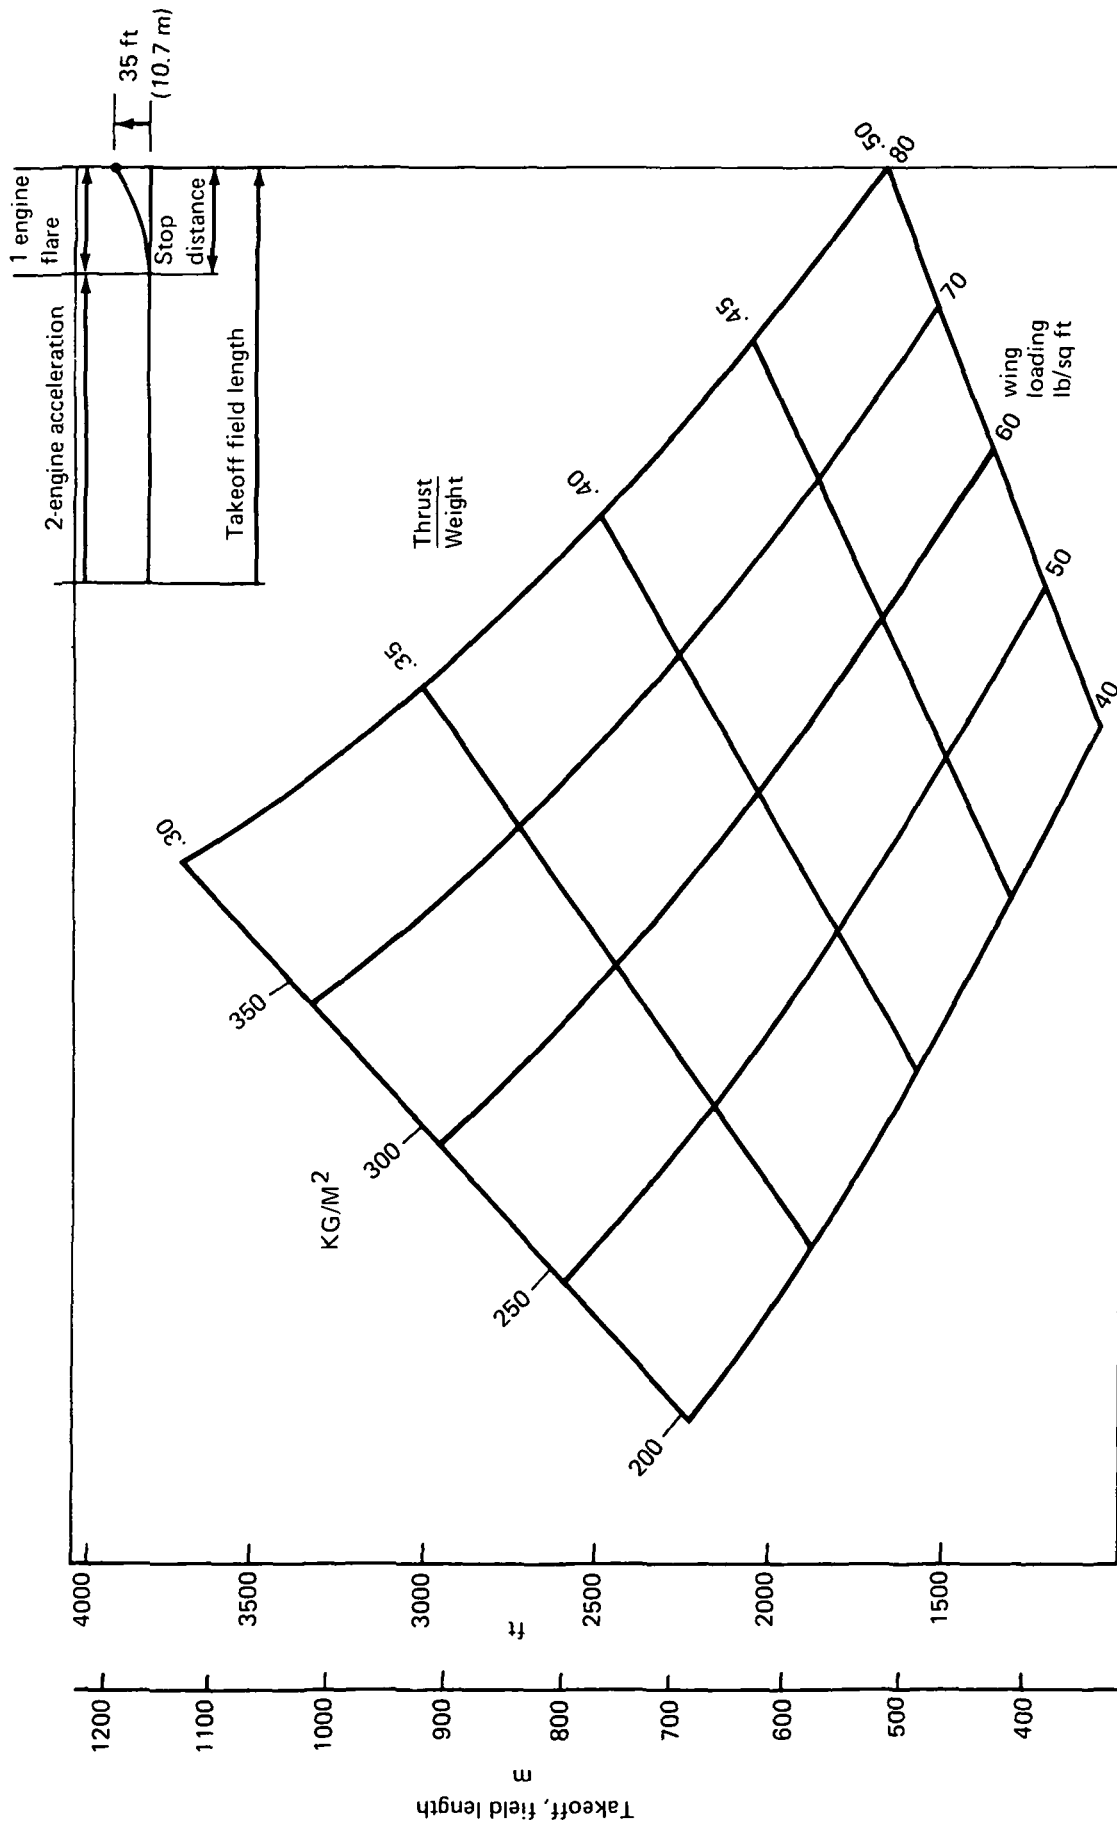 2-engine acceleration
1 engine
flare
35 ft
(10.7 m)
Stop
distance
Takeoff field length
Thrust
Weight
.30
.35
.40
.45
.50
80
70
60
50
40
wing
loading
lb/sq ft
350
300
250
200
KG/M2
4000
3500
3000
2500
2000
1500
ft
1200
1100
1000
900
800
700
600
500
400
m
Takeoff, field length